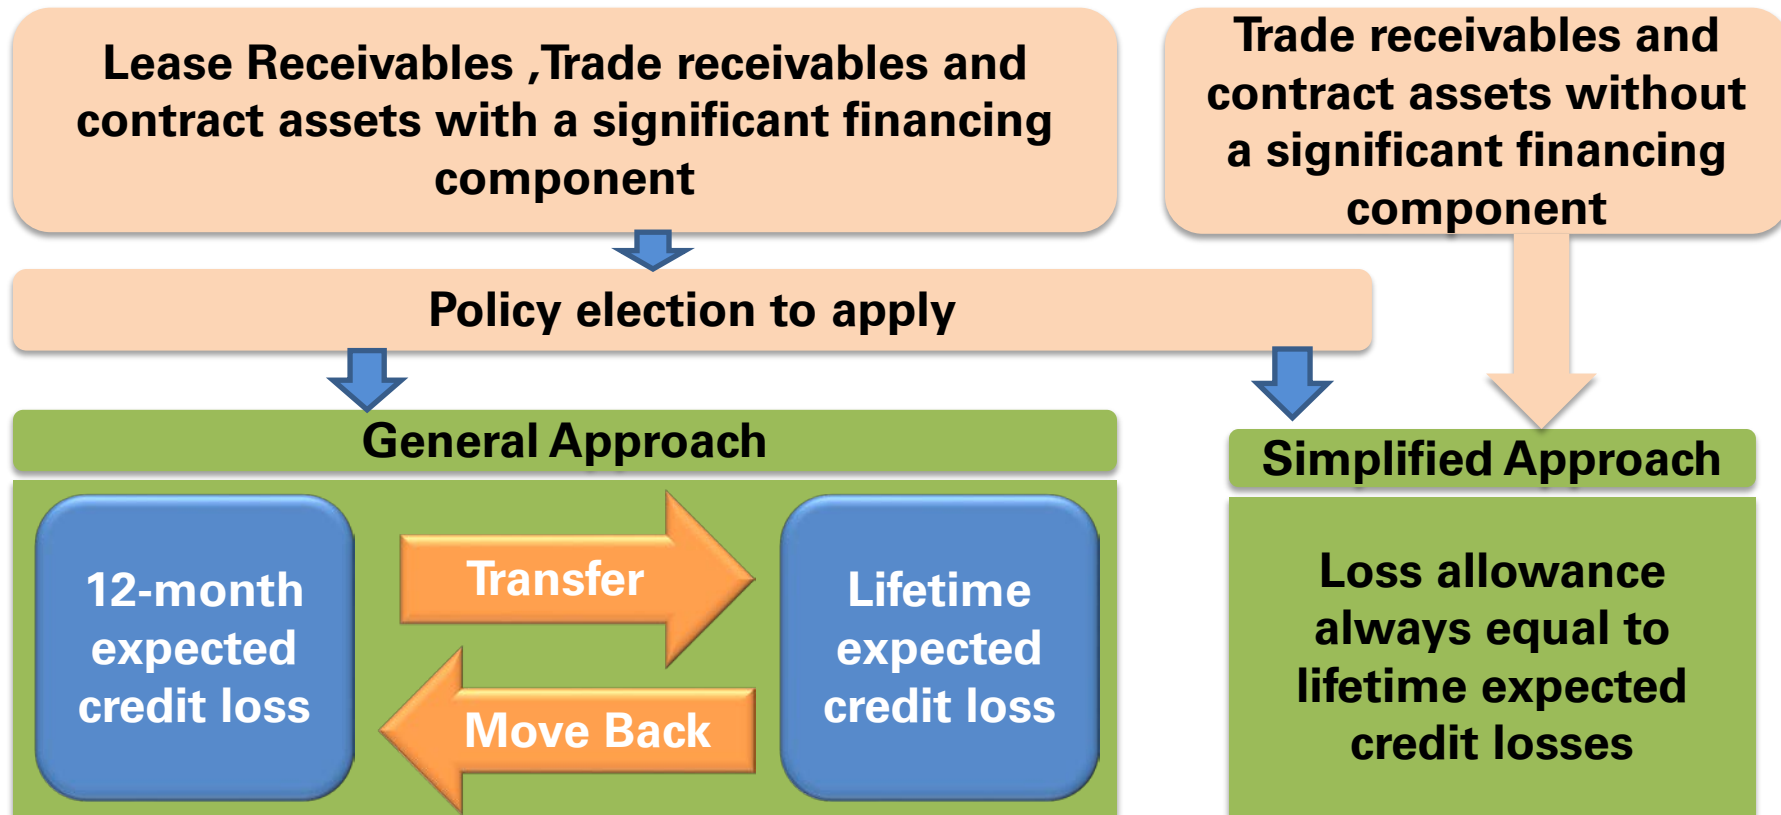 Lease Receivables ,Trade receivables and
contract assets with a significant financing
component
Trade receivables and
contract assets without
a significant financing
component
Policy election to apply
General Approach
Simplified Approach
12-month
expected
credit loss
Transfer
Move Back
Lifetime
expected
credit loss
Loss allowance
always equal to
lifetime expected
credit losses